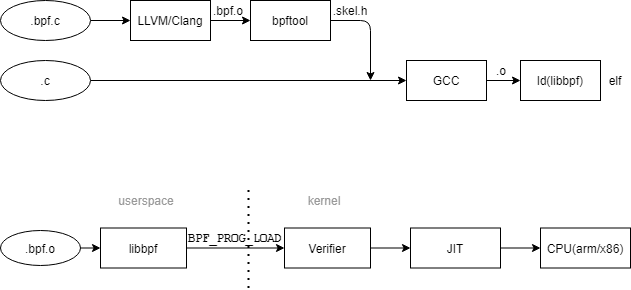 .bpf.c
LLVM/Clang
.bpf.o
bpftool
.skel.h
.c
GCC
.o
ld(libbpf)
elf
userspace
kernel
.bpf.o
libbpf
BPF_PROG_LOAD
Verifier
JIT
CPU(arm/x86)